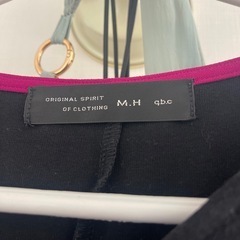 ORIGINAL SPIRIT
OF CLOTHING
M.H
q.b.c